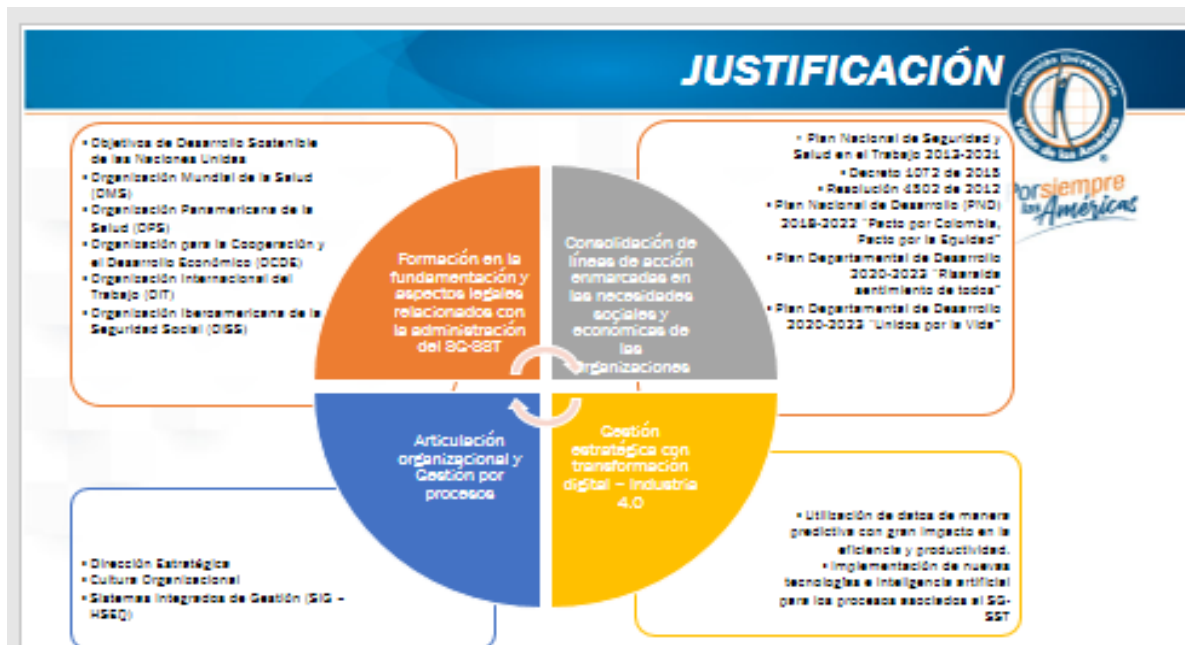 JUSTIFICACIÓN
Institución Universitaria
Visión de las Américas
®
Porsiempre
las Américas
• Objetivos de Desarrollo Sostenible
de las Naciones Unidas
• Organización Mundial de la Salud
(OMS)
• Organización Panamericana de la
Salud (OPS)
• Organización para la Cooperación y
el Desarrollo Económico (OCDE)
• Organización Internacional del
Trabajo (OIT)
• Organización Iberoamericana de la
Seguridad Social (OISS)
Formación en la
fundamentación y
aspectos legales
relacionados con
la administración
del SG-SST
Consolidación de
líneas de acción
enmarcadas en
las necesidades
sociales y
económicas de
las
organizaciones
• Plan Nacional de Seguridad y
Salud en el Trabajo 2013-2021
• Decreto 1072 de 2015
• Resolución 4502 de 2012
• Plan Nacional de Desarrollo (PND)
2018-2022 "Pacto por Colombia,
Pacto por la Equidad"
• Plan Departamental de Desarrollo
2020-2023 "Risaralda
sentimiento de todos"
• Plan Departamental de Desarrollo
2020-2023 "Unidos por la Vida"
Articulación
organizacional y
Gestión por
procesos
Gestión
estratégica con
transformación
digital – Industria
4.0
• Dirección Estratégica
• Cultura Organizacional
• Sistemas Integrados de Gestión (SIG –
HSEQ)
• Utilización de datos de manera
predictiva con gran impacto en la
eficiencia y productividad.
• Implementación de nuevas
tecnologías e inteligencia artificial
para los procesos asociados al SG-
SST